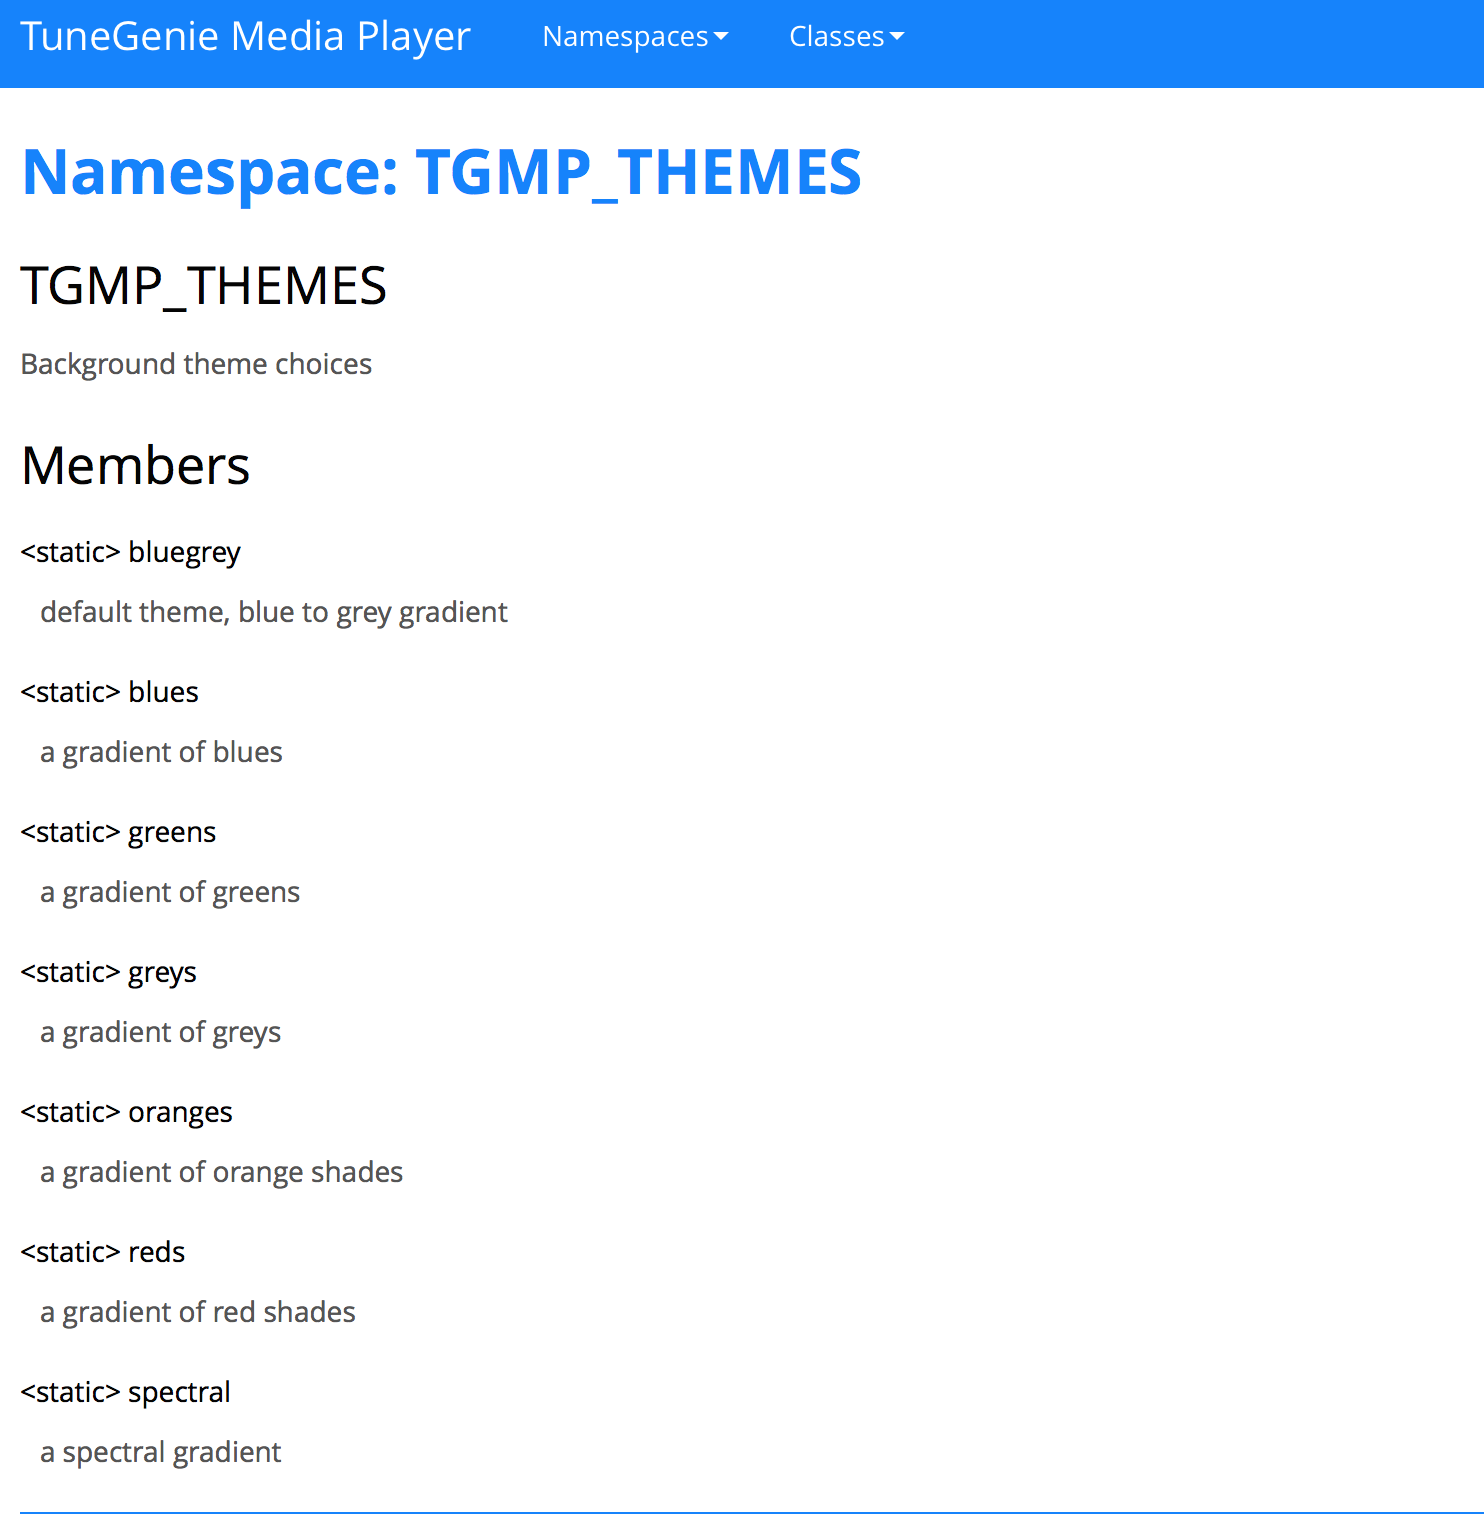 TuneGenie Media Player Namespaces Classes
Namespace: TGMP_THEMES
TGMP_THEMES
Background theme choices
Members
<static> bluegrey
default theme, blue to grey gradient
<static> blues
a gradient of blues
<static> greens
a gradient of greens
<static> greys
a gradient of greys
<static> oranges
a gradient of orange shades
<static> reds
a gradient of red shades
<static> spectral
a spectral gradient